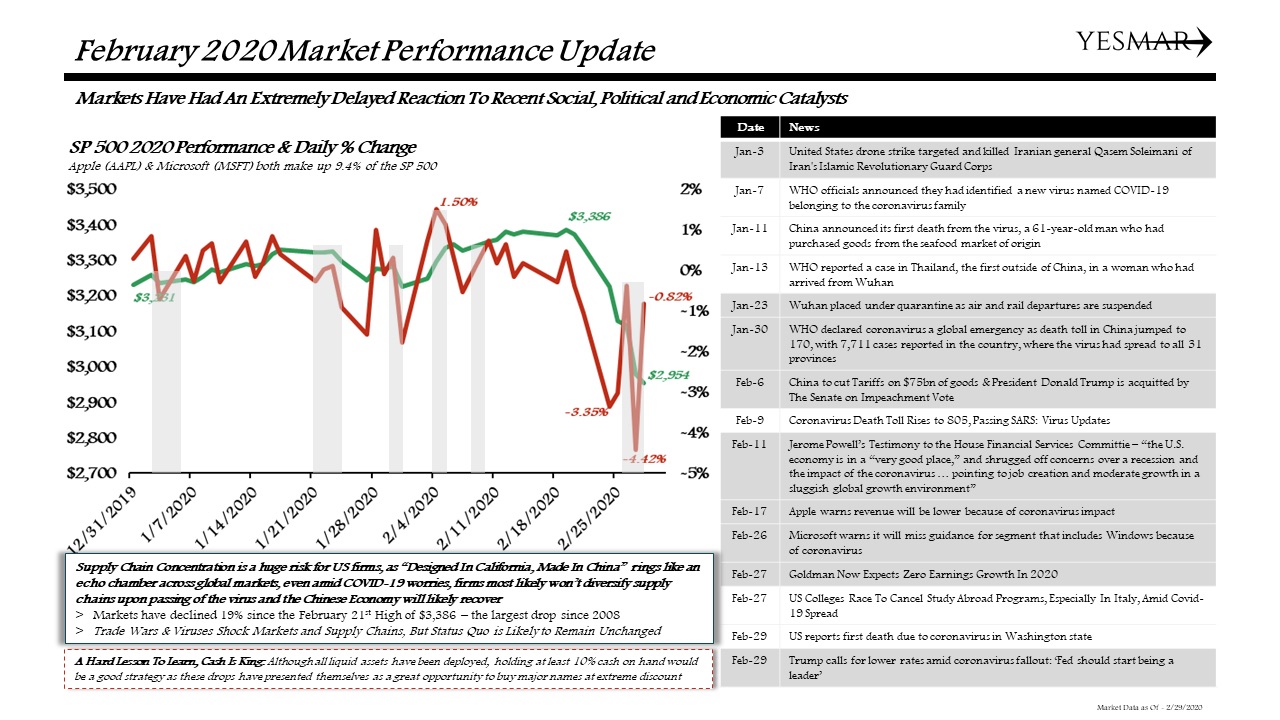 February 2020 Market Performance Update
YESMAR
Markets Have Had An Extremely Delayed Reaction To Recent Social, Political and Economic Catalysts
SP 500 2020 Performance & Daily % Change
Apple (AAPL) & Microsoft (MSFT) both make up 9.4% of the SP 500
$3,500
$3,400
$3,300
$3,200
$3,100
$3,000
$2,900
$2,800
$2,700
2%
1%
0%
-1%
-2%
-3%
-4%
-5%
1.50%
$3,386
$3,231
-0.82%
$2,954
-3.35%
-4.42%
12/31/2019
1/7/2020
1/14/2020
1/21/2020
1/28/2020
2/4/2020
2/11/2020
2/18/2020
2/25/2020
Supply Chain Concentration is a huge risk for US firms, as “Designed In California, Made In China” rings like an
echo chamber across global markets, even amid COVID-19 worries, firms most likely won’t diversify supply
chains upon passing of the virus and the Chinese Economy will likely recover
> Markets have declined 19% since the February 21st High of $3,386 – the largest drop since 2008
> Trade Wars & Viruses Shock Markets and Supply Chains, But Status Quo is Likely to Remain Unchanged
A Hard Lesson To Learn, Cash Is King: Although all liquid assets have been deployed, holding at least 10% cash on hand would
be a good strategy as these drops have presented themselves as a great opportunity to buy major names at extreme discount
Date News
Jan-3 United States drone strike targeted and killed Iranian general Qasem Soleimani of
Iran's Islamic Revolutionary Guard Corps
Jan-7 WHO officials announced they had identified a new virus named COVID-19
belonging to the coronavirus family
Jan-11 China announced its first death from the virus, a 61-year-old man who had
purchased goods from the seafood market of origin
Jan-13 WHO reported a case in Thailand, the first outside of China, in a woman who had
arrived from Wuhan
Jan-23 Wuhan placed under quarantine as air and rail departures are suspended
Jan-30 WHO declared coronavirus a global emergency as death toll in China jumped to
170, with 7,711 cases reported in the country, where the virus had spread to all 31
provinces
Feb-6 China to cut Tariffs on $75bn of goods & President Donald Trump is acquitted by
The Senate on Impeachment Vote
Feb-9 Coronavirus Death Toll Rises to 805, Passing SARS: Virus Updates
Feb-11 Jerome Powell’s Testimony to the House Financial Services Committie – “the U.S.
economy is in a “very good place,” and shrugged off concerns over a recession and
the impact of the coronavirus … pointing to job creation and moderate growth in a
sluggish global growth environment”
Feb-17 Apple warns revenue will be lower because of coronavirus impact
Feb-26 Microsoft warns it will miss guidance for segment that includes Windows because
of coronavirus
Feb-27 Goldman Now Expects Zero Earnings Growth In 2020
Feb-27 US Colleges Race To Cancel Study Abroad Programs, Especially In Italy, Amid Covid-
19 Spread
Feb-29 US reports first death due to coronavirus in Washington state
Feb-29 Trump calls for lower rates amid coronavirus fallout: ‘Fed should start being a
leader’
Market Data as Of - 2/29/2020